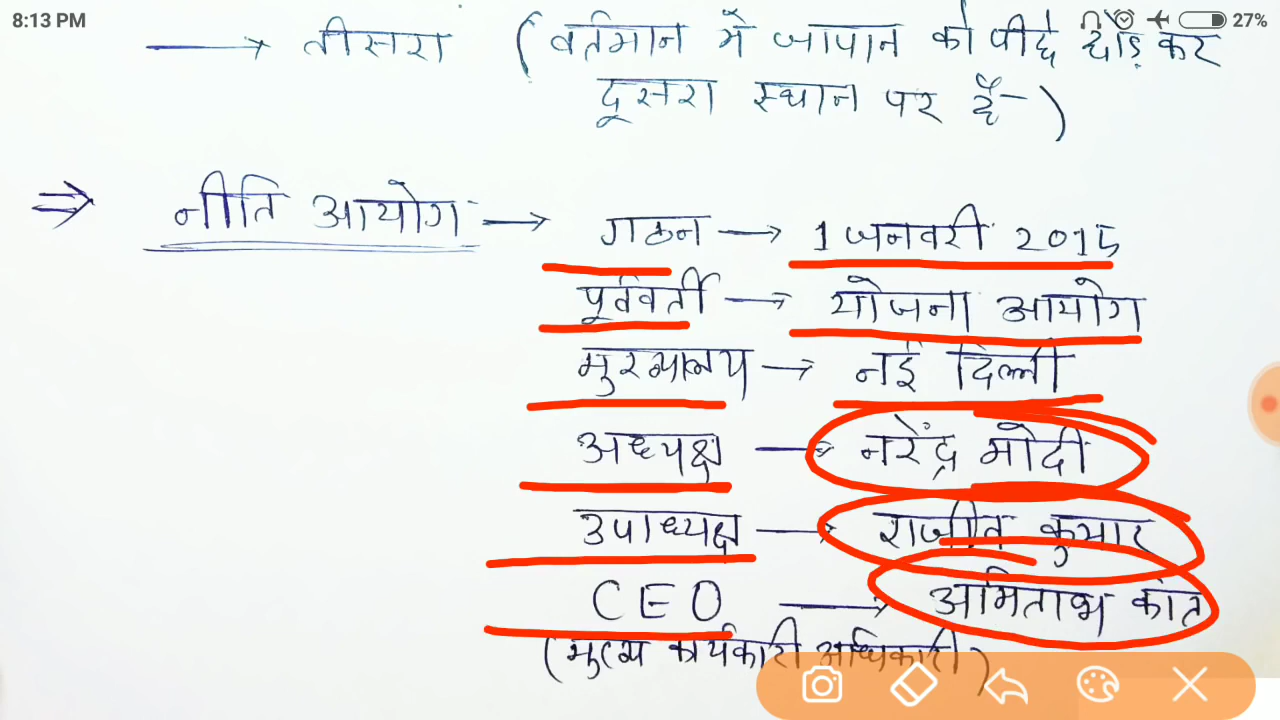 8:13 PM 27%
→ तीसरा (वर्तमान में जापान को पीछे छोड़ कर
दूसरा स्थान पर है-)
⇒ नीति आयोग → गठन → 1 जनवरी 2015
पूर्ववर्ती → योजना आयोग
मुख्यालय → नई दिल्ली
अध्यक्ष → नरेंद्र मोदी
उपाध्यक्ष → राजीव कुमार
CEO → अमिताभ कांत
(मुख्य कार्यकारी अधिकारी)